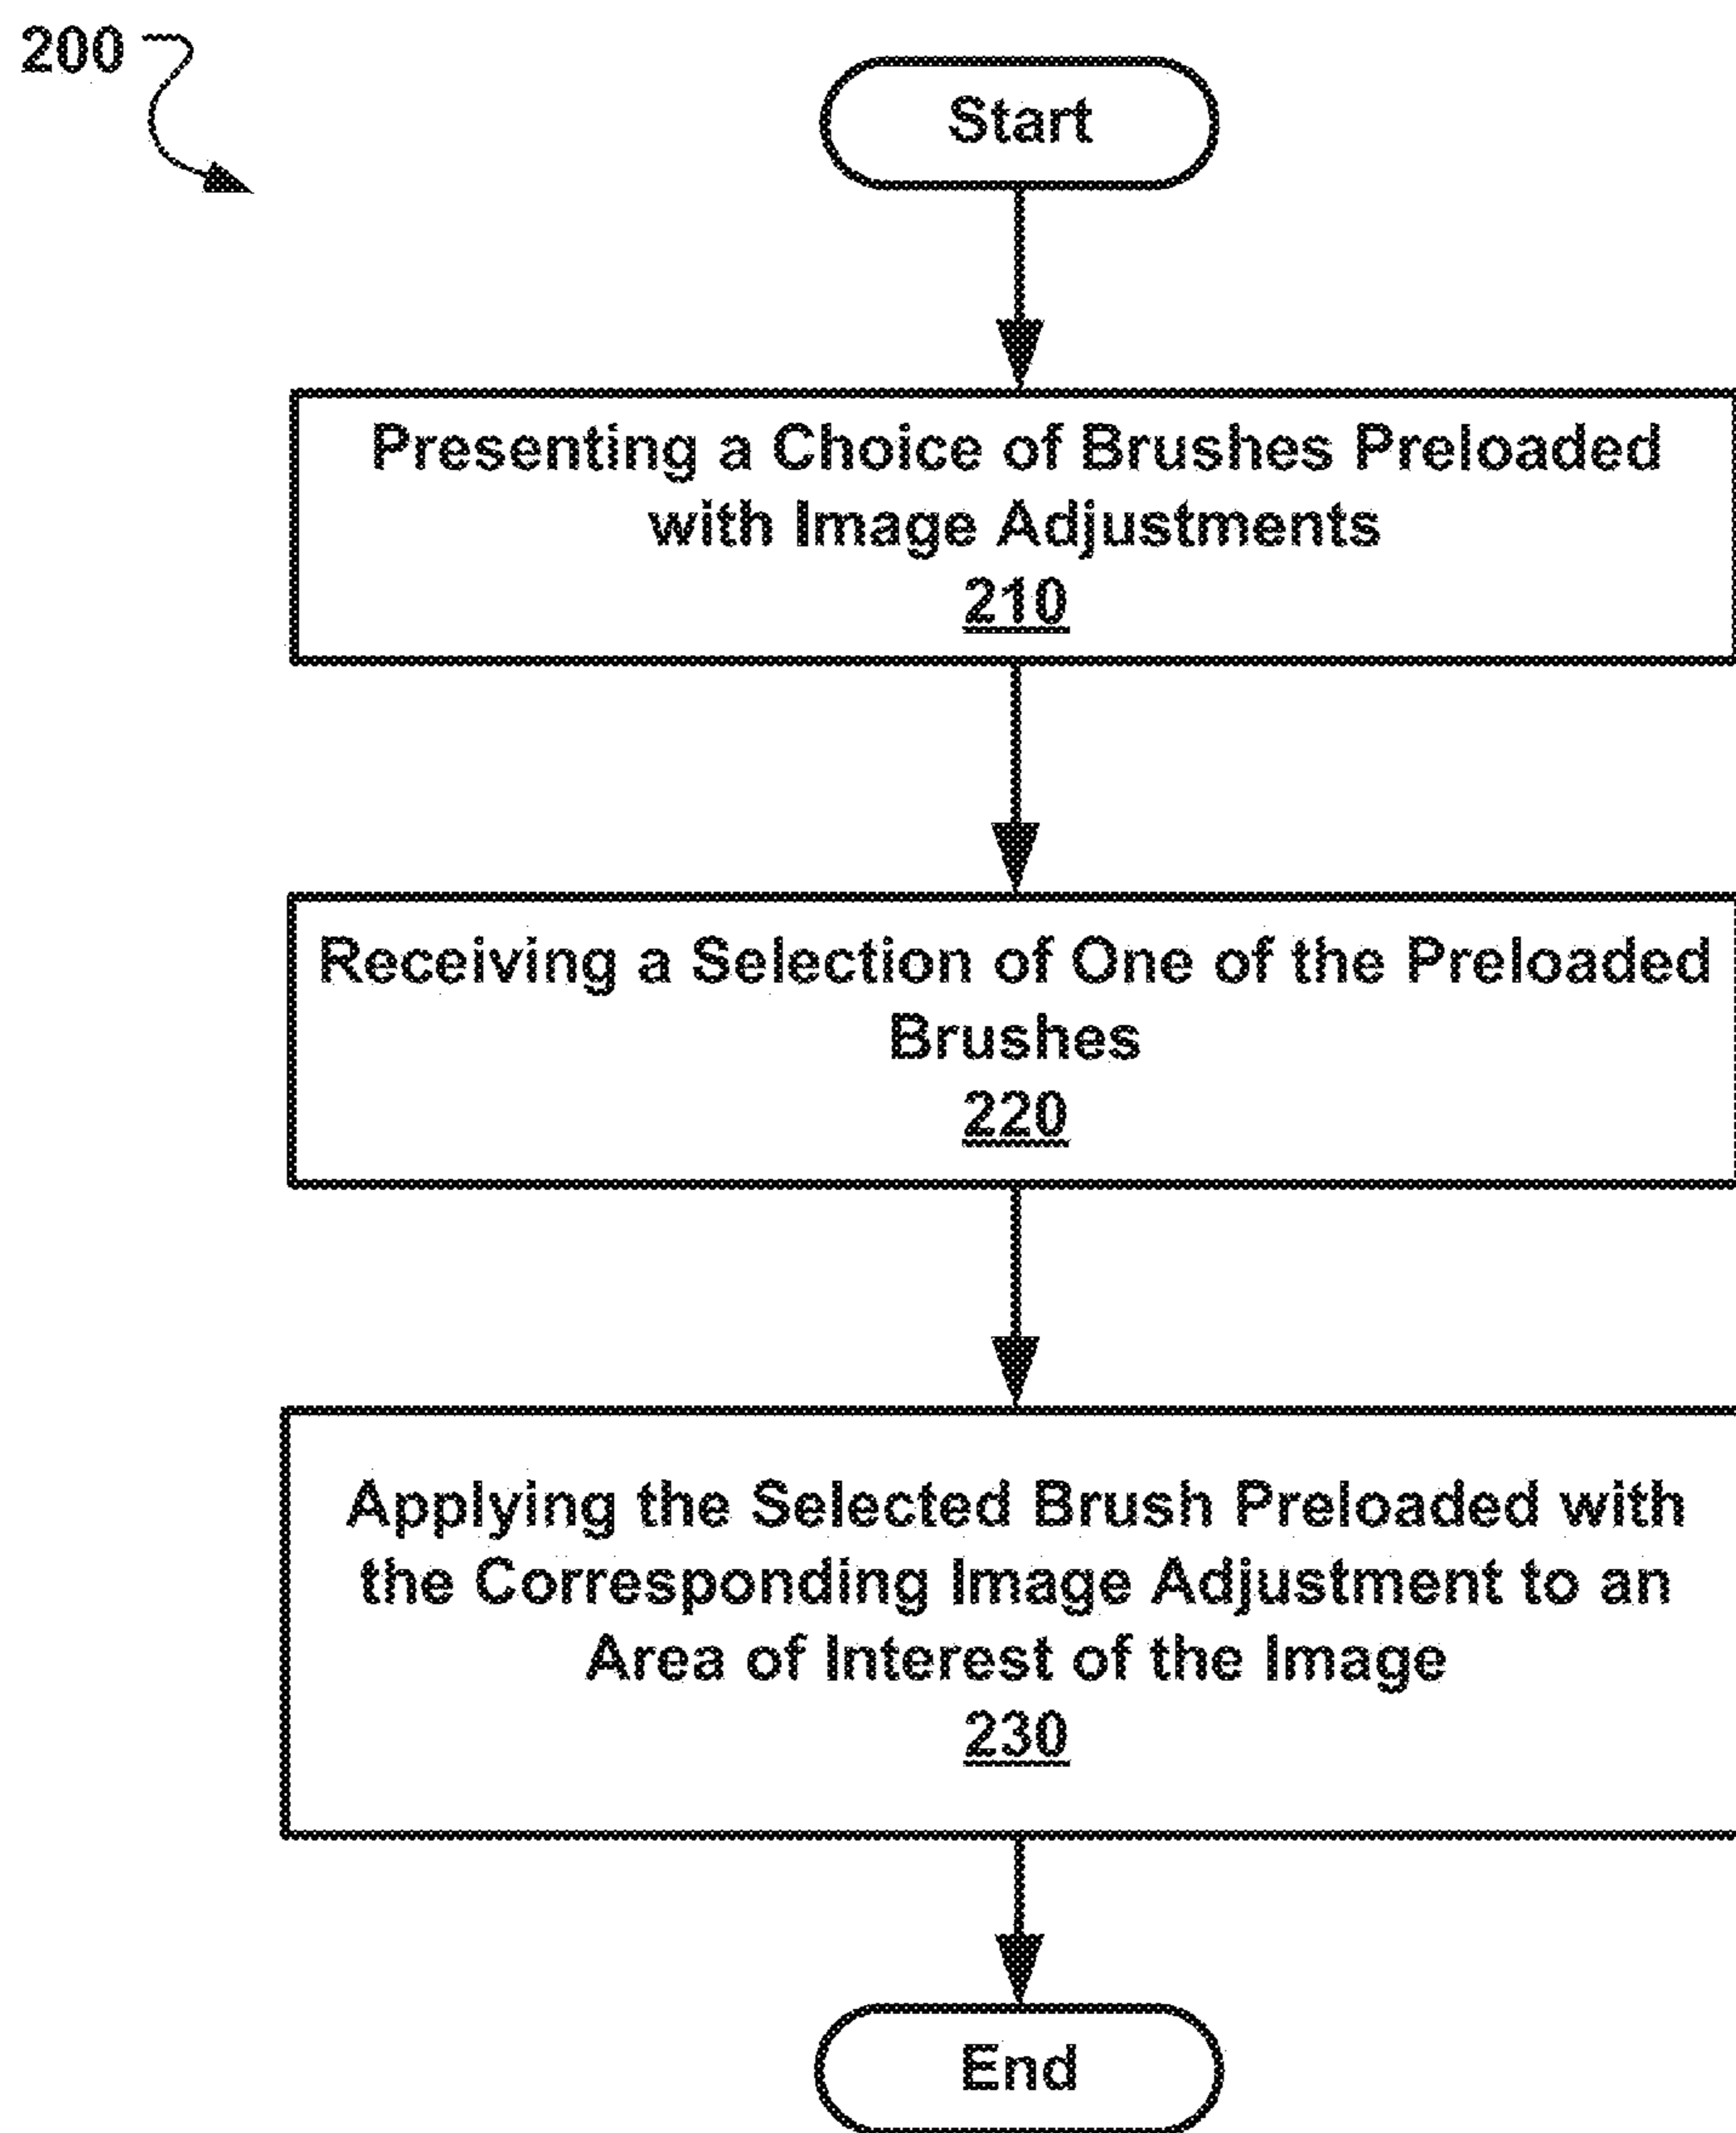 200
Start
Presenting a Choice of Brushes Preloaded
with Image Adjustments
210
Receiving a Selection of One of the Preloaded
Brushes
220
Applying the Selected Brush Preloaded with
the Corresponding Image Adjustment to an
Area of Interest of the Image
230
End